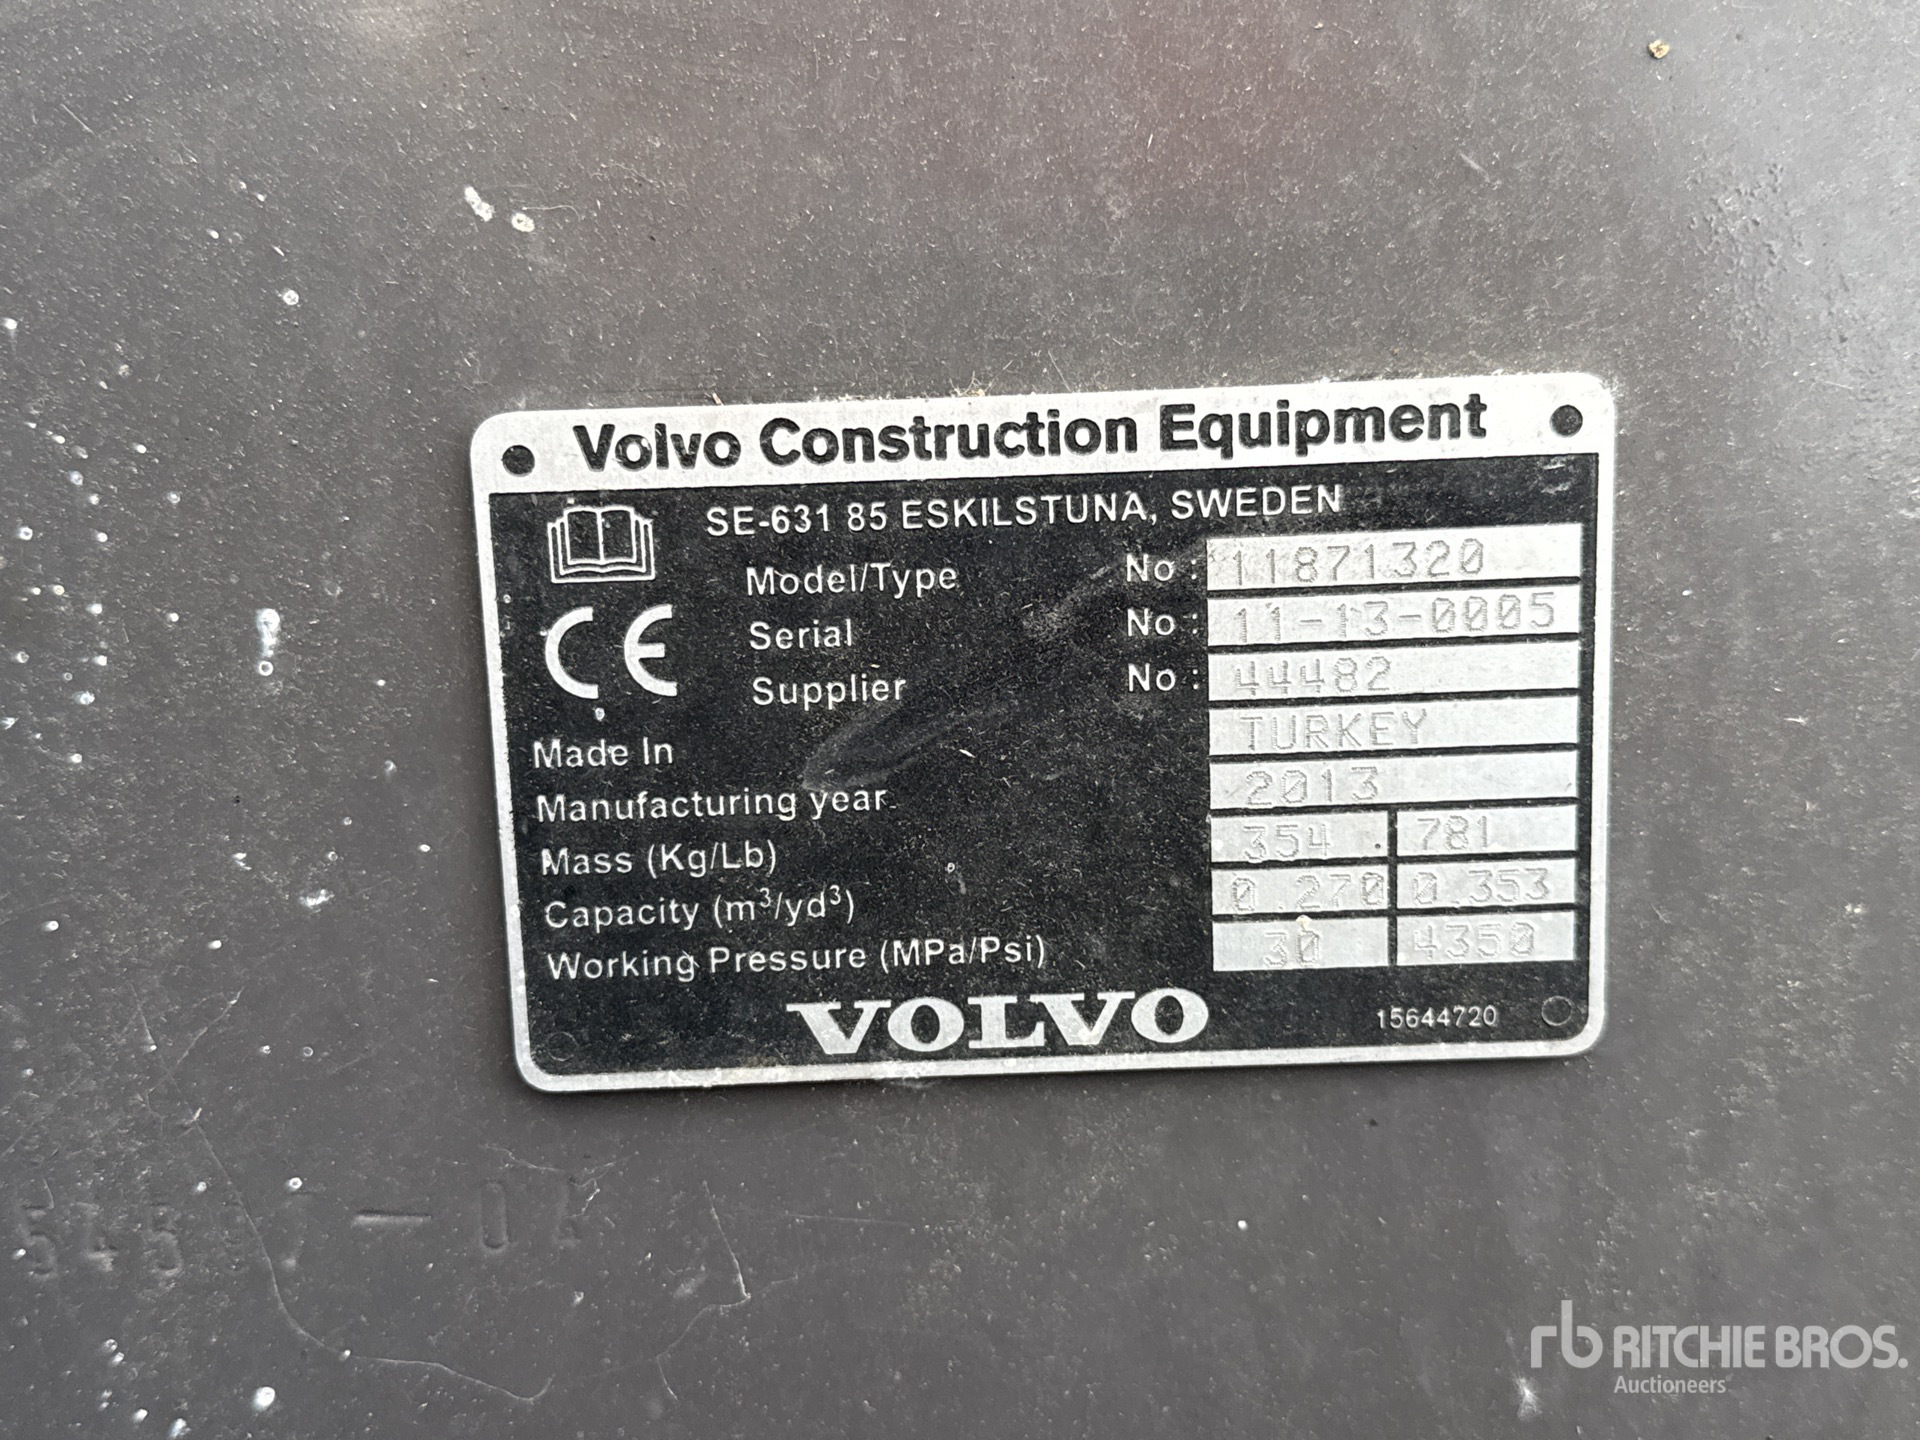 Volvo Construction Equipment
SE-631 85 ESKILSTUNA, SWEDEN
Model/Type No : 11871320
Serial No : 11-13-0005
Supplier No : 44482
Made In TURKEY
Manufacturing year 2013
Mass (Kg/Lb) 354 781
Capacity (m³/yd³) 0.270 0.353
Working Pressure (MPa/Psi) 30 4350
VOLVO 15644720
CE
rb RITCHIE BROS.
Auctioneers